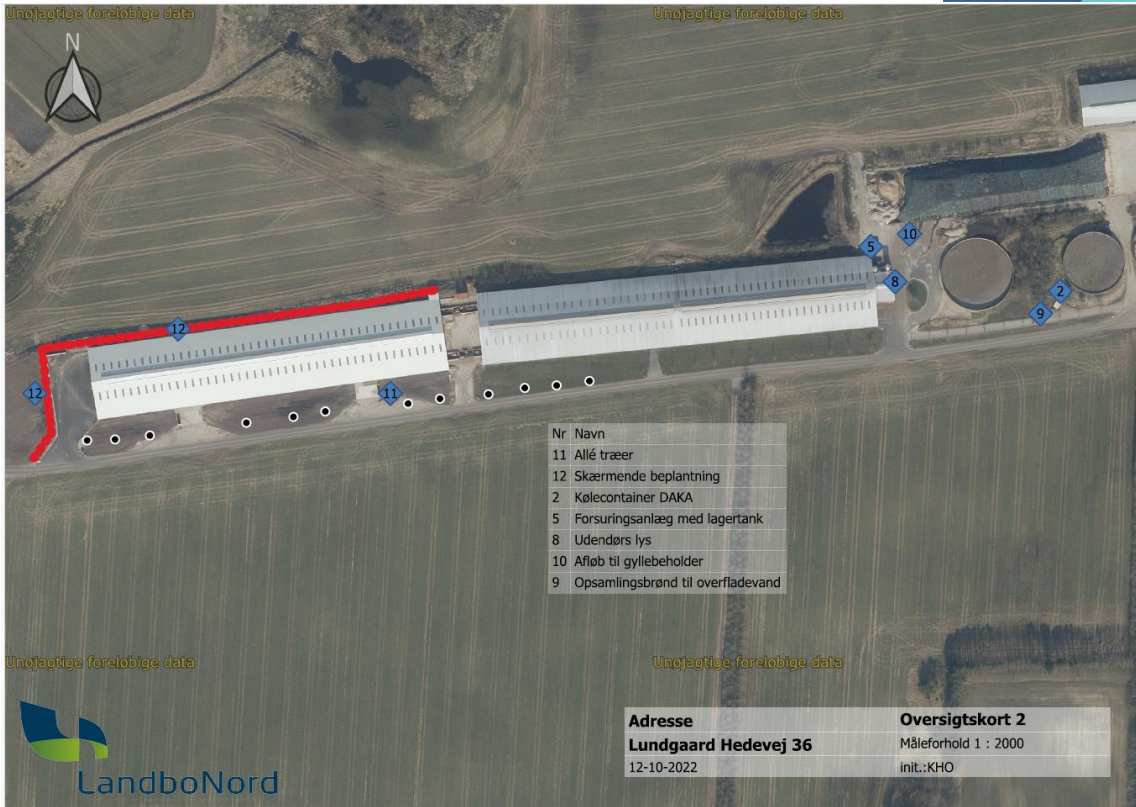 Unøjagtige foreløbige data
Unøjagtige foreløbige data
N
10
5
8
2
9
12
12
11
Nr Navn
11 Allé træer
12 Skærmende beplantning
2 Kølecontainer DAKA
5 Forsuringsanlæg med lagertank
8 Udendørs lys
10 Afløb til gyllebeholder
9 Opsamlingsbrønd til overfladevand
Unøjagtige foreløbige data
Unøjagtige foreløbige data
LandboNord
Adresse
Lundgaard Hedevej 36
12-10-2022
Oversigtskort 2
Måleforhold 1 : 2000
init.:KHO